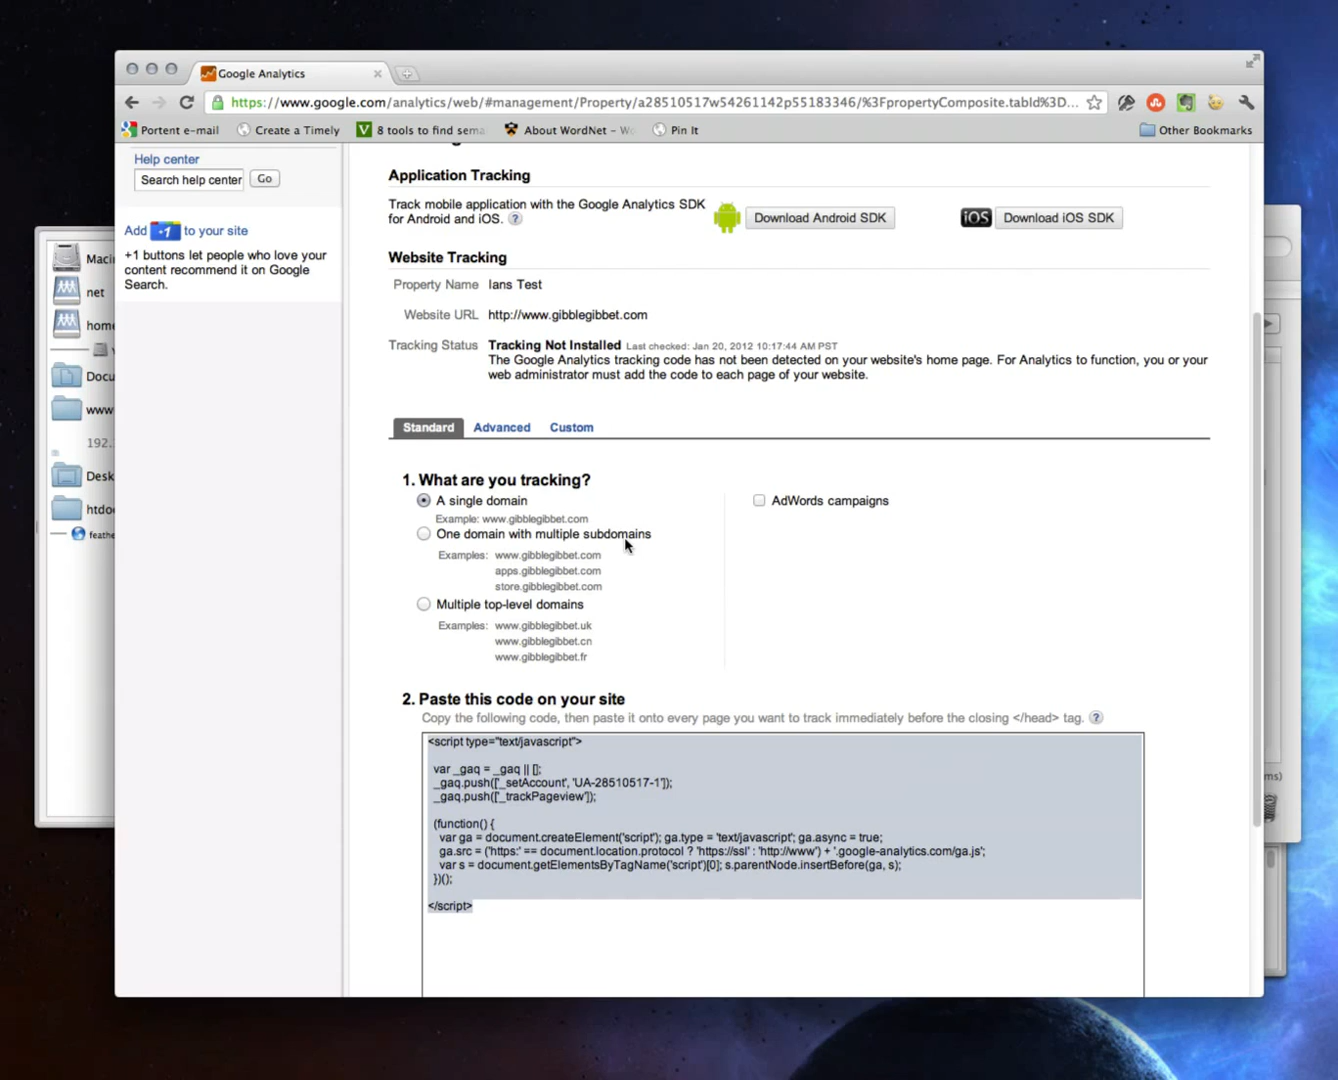 Google Analytics
https://www.google.com/analytics/web/#management/Property/a28510517w54261142p55183346/%3FpropertyComposite.tabId%3D...
Portent e-mail
Create a Timely
8 tools to find sema
About WordNet - Wo
Pin It
Other Bookmarks
Help center
Search help center
Go
Add +1 to your site
+1 buttons let people who love your
content recommend it on Google
Search.
Application Tracking
Track mobile application with the Google Analytics SDK
for Android and iOS. ?
Download Android SDK
iOS
Download iOS SDK
Website Tracking
Property Name Ians Test
Website URL http://www.gibblegibbet.com
Tracking Status Tracking Not Installed Last checked: Jan 20, 2012 10:17:44 AM PST
The Google Analytics tracking code has not been detected on your website's home page. For Analytics to function, you or your
web administrator must add the code to each page of your website.
Standard
Advanced
Custom
1. What are you tracking?
A single domain
Example: www.gibblegibbet.com
One domain with multiple subdomains
Examples: www.gibblegibbet.com
apps.gibblegibbet.com
store.gibblegibbet.com
Multiple top-level domains
Examples: www.gibblegibbet.uk
www.gibblegibbet.cn
www.gibblegibbet.fr
AdWords campaigns
2. Paste this code on your site
Copy the following code, then paste it onto every page you want to track immediately before the closing </head> tag. ?
<script type="text/javascript">
var _gaq = _gaq || [];
_gaq.push(['_setAccount', 'UA-28510517-1']);
_gaq.push(['_trackPageview']);
(function() {
var ga = document.createElement('script'); ga.type = 'text/javascript'; ga.async = true;
ga.src = ('https:' == document.location.protocol ? 'https://ssl' : 'http://www') + '.google-analytics.com/ga.js';
var s = document.getElementsByTagName('script')[0]; s.parentNode.insertBefore(ga, s);
})();
</script>
Maci
net
home
Docu
www
192.
Desk
htdo
feathe
ms)